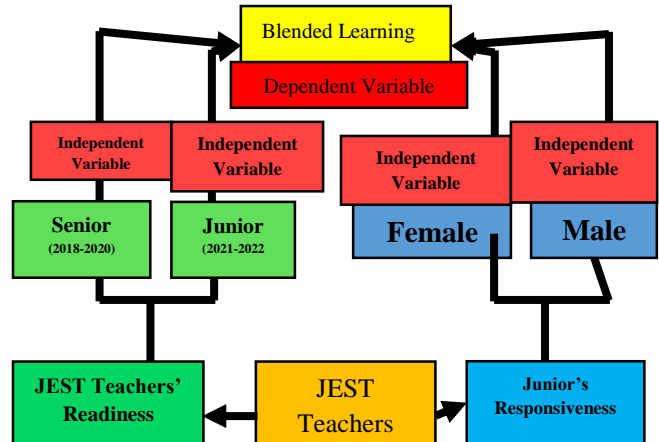 Blended Learning
Dependent Variable
Independent
Variable
Independent
Variable
Independent
Variable
Independent
Variable
Senior
(2018-2020)
Junior
(2021-2022
Female
Male
JEST Teachers’
Readiness
JEST
Teachers
Junior’s
Responsiveness